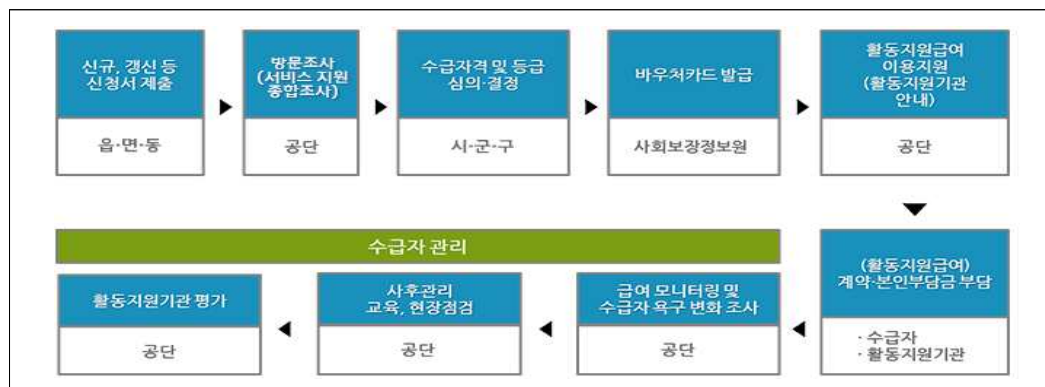 신규, 갱신 등
신청서 제출
읍·면·동
방문조사
(서비스 지원
종합조사)
공단
수급자격 및 등급
심의·결정
시·군·구
바우처카드 발급
사회보장정보원
활동지원급여
이용지원
(활동지원기관
안내)
공단
(활동지원급여)
계약·본인부담금 부담
· 수급자
· 활동지원기관
수급자 관리
급여 모니터링 및
수급자 욕구 변화 조사
공단
사후관리
교육, 현장점검
공단
활동지원기관 평가
공단